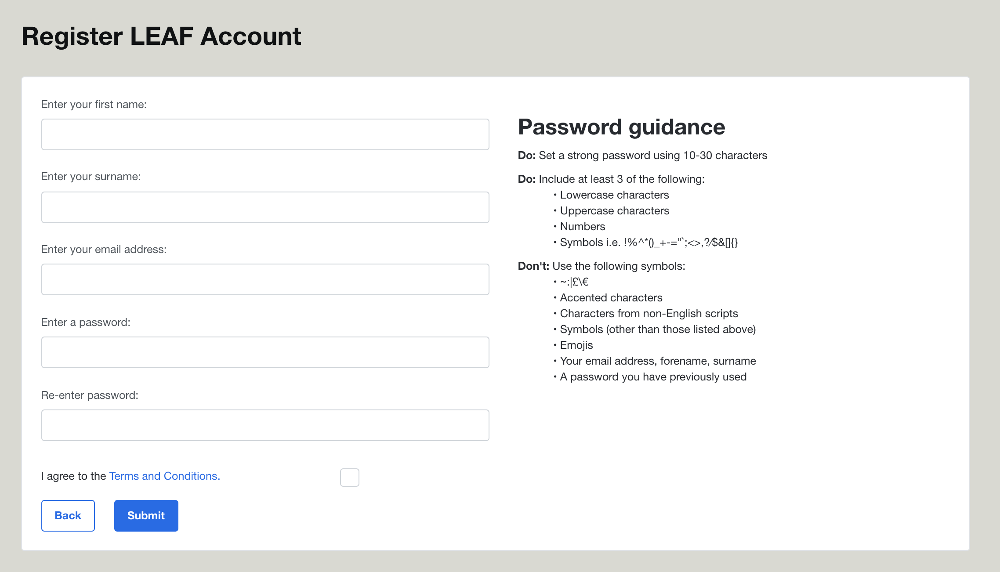 Register LEAF Account
Enter your first name:
Enter your surname:
Enter your email address:
Enter a password:
Re-enter password:
I agree to the Terms and Conditions.
Back
Submit
Password guidance
Do: Set a strong password using 10-30 characters
Do: Include at least 3 of the following:
• Lowercase characters
• Uppercase characters
• Numbers
• Symbols i.e. !%^*()_+-="`;<>,?/$&[]{}
Don't: Use the following symbols:
• ~:|£\€
• Accented characters
• Characters from non-English scripts
• Symbols (other than those listed above)
• Emojis
• Your email address, forename, surname
• A password you have previously used